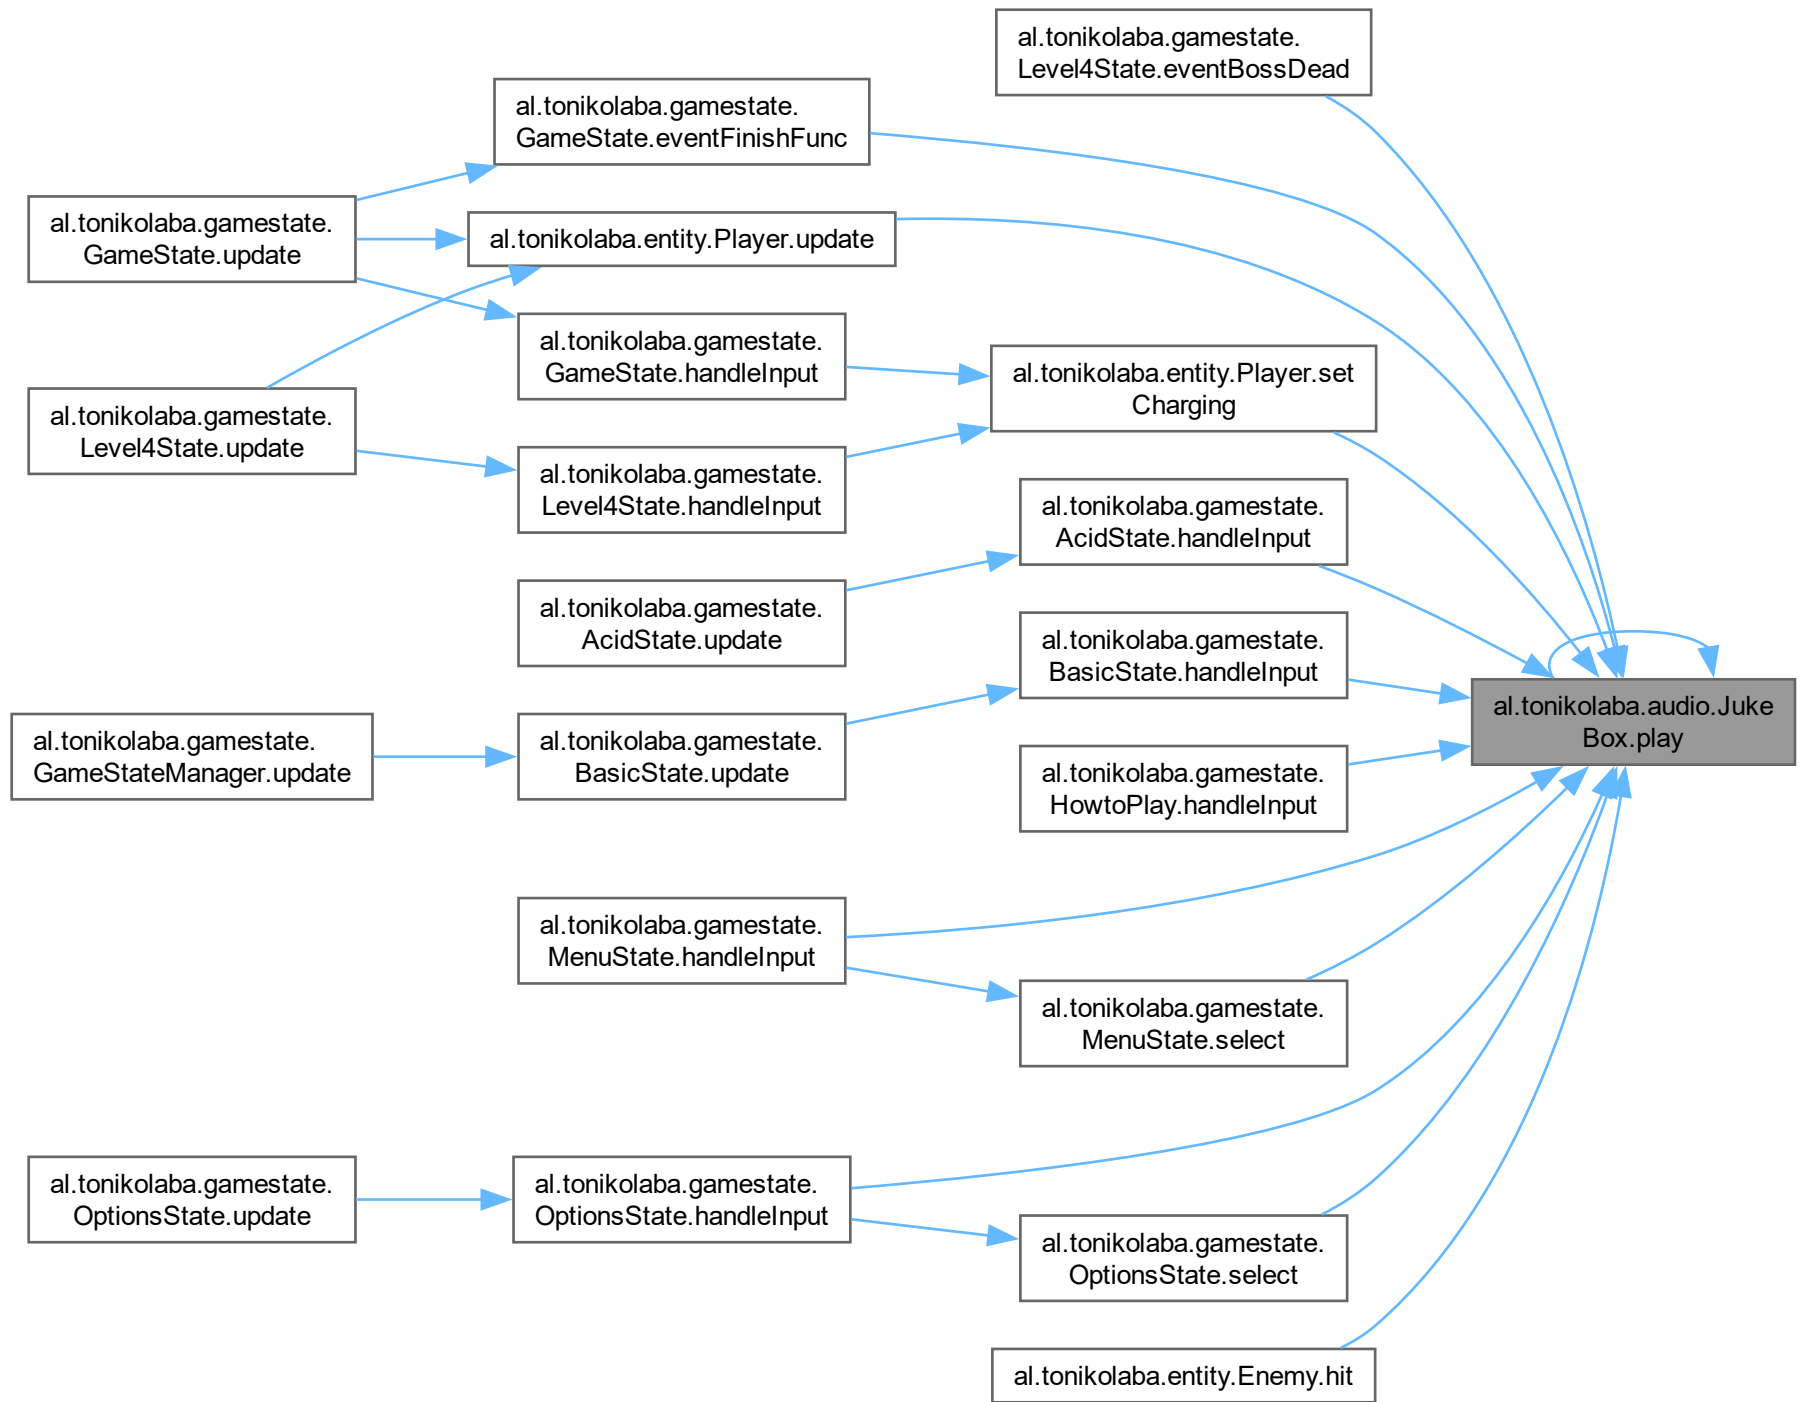 al.tonikolaba.gamestate.
Level4State.eventBossDead
al.tonikolaba.gamestate.
GameState.eventFinishFunc
al.tonikolaba.gamestate.
GameState.update
al.tonikolaba.entity.Player.update
al.tonikolaba.gamestate.
GameState.handleInput
al.tonikolaba.entity.Player.set
Charging
al.tonikolaba.gamestate.
Level4State.update
al.tonikolaba.gamestate.
Level4State.handleInput
al.tonikolaba.gamestate.
AcidState.handleInput
al.tonikolaba.gamestate.
AcidState.update
al.tonikolaba.gamestate.
BasicState.handleInput
al.tonikolaba.audio.Juke
Box.play
al.tonikolaba.gamestate.
GameStateManager.update
al.tonikolaba.gamestate.
BasicState.update
al.tonikolaba.gamestate.
HowtoPlay.handleInput
al.tonikolaba.gamestate.
MenuState.handleInput
al.tonikolaba.gamestate.
MenuState.select
al.tonikolaba.gamestate.
OptionsState.update
al.tonikolaba.gamestate.
OptionsState.handleInput
al.tonikolaba.gamestate.
OptionsState.select
al.tonikolaba.entity.Enemy.hit